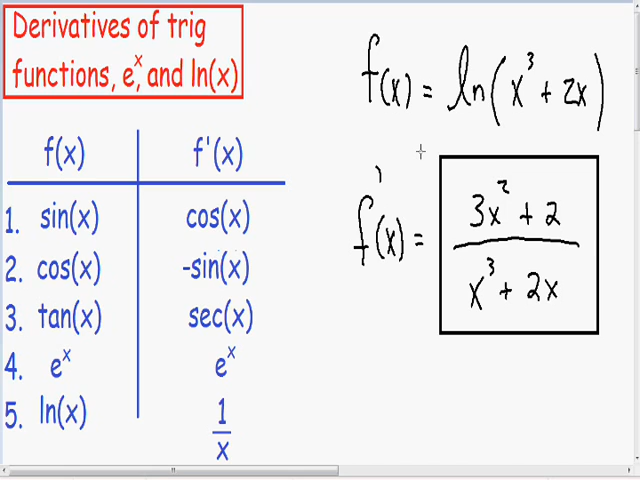 Derivatives of trig
functions, eˣ, and ln(x)
f(x) f'(x)
1. sin(x) cos(x)
2. cos(x) -sin(x)
3. tan(x) sec(x)
4. eˣ eˣ
5. ln(x) 1/x
f(x) = ln(x³ + 2x)
f'(x) = (3x² + 2)/(x³ + 2x)